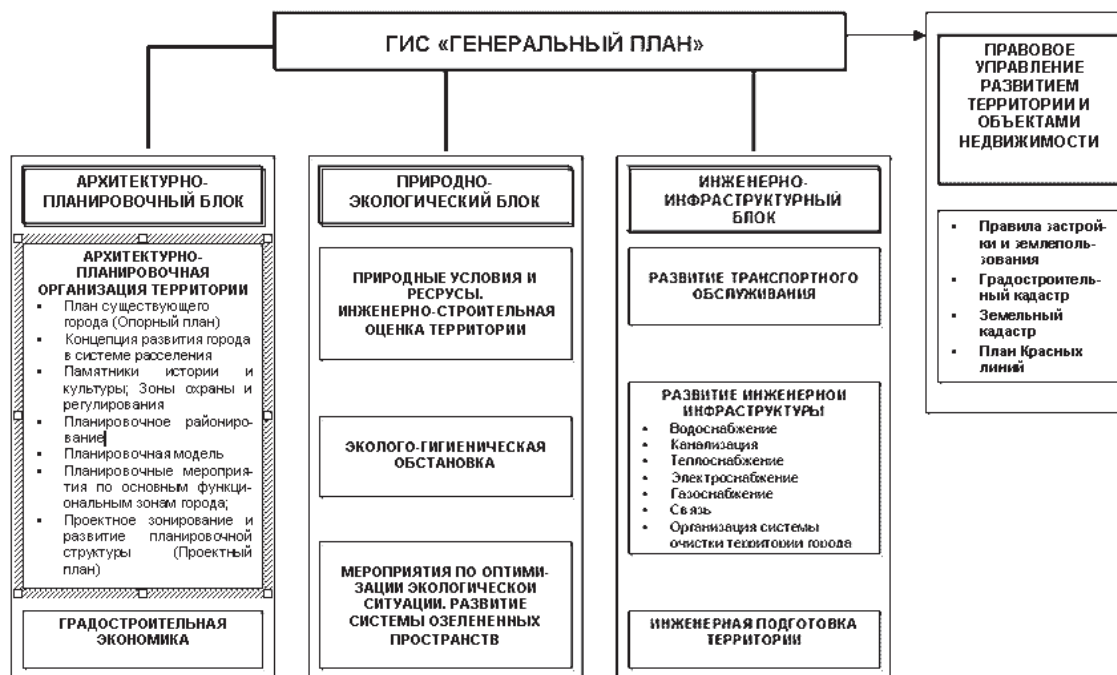 ГИС «ГЕНЕРАЛЬНЫЙ ПЛАН»
АРХИТЕКТУРНО-
ПЛАНИРОВОЧНЫЙ БЛОК
АРХИТЕКТУРНО-
ПЛАНИРОВОЧНАЯ
ОРГАНИЗАЦИЯ ТЕРРИТОРИИ
• План существующего
города (Опорный план)
• Концепция развития города
в системе расселения
• Памятники истории и
культуры; Зоны охраны и
регулирования
• Планировочное райониро-
вание
• Планировочная модель
• Планировочные мероприя-
тия по основным функци-
ональным зонам города;
• Проектное зонирование и
развитие планировочной
структуры (Проектный
план)
ГРАДОСТРОИТЕЛЬНАЯ
ЭКОНОМИКА
ПРИРОДНО-
ЭКОЛОГИЧЕСКИЙ БЛОК
ПРИРОДНЫЕ УСЛОВИЯ И
РЕСРУСЫ.
ИНЖЕНЕРНО-СТРОИТЕЛЬНАЯ
ОЦЕНКА ТЕРРИТОРИИ
ЭКОЛОГО-ГИГИЕНИЧЕСКАЯ
ОБСТАНОВКА
МЕРОПРИЯТИЯ ПО ОПТИМИ-
ЗАЦИИ ЭКОЛОГИЧЕСКОЙ
СИТУАЦИИ. РАЗВИТИЕ
СИСТЕМЫ ОЗЕЛЕНЕННЫХ
ПРОСТРАНСТВ
ИНЖЕНЕРНО-
ИНФРАСТРУКТУРНЫЙ
БЛОК
РАЗВИТИЕ ТРАНСПОРТНОГО
ОБСЛУЖИВАНИЯ
РАЗВИТИЕ ИНЖЕНЕРНОЙ
ИНФРАСТРУКТУРЫ
• Водоснабжение
• Канализация
• Теплоснабжение
• Электроснабжение
• Газоснабжение
• Связь
• Организация системы
очистки территории города
ИНЖЕНЕРНАЯ ПОДГОТОВКА
ТЕРРИТОРИИ
ПРАВОВОЕ
УПРАВЛЕНИЕ
РАЗВИТИЕМ
ТЕРРИТОРИИ И
ОБЪЕКТАМИ
НЕДВИЖИМОСТИ
▪ Правила застрой-
ки и землеполь-
зования
▪ Градостроитель-
ный кадастр
▪ Земельный
кадастр
▪ План Красных
линий